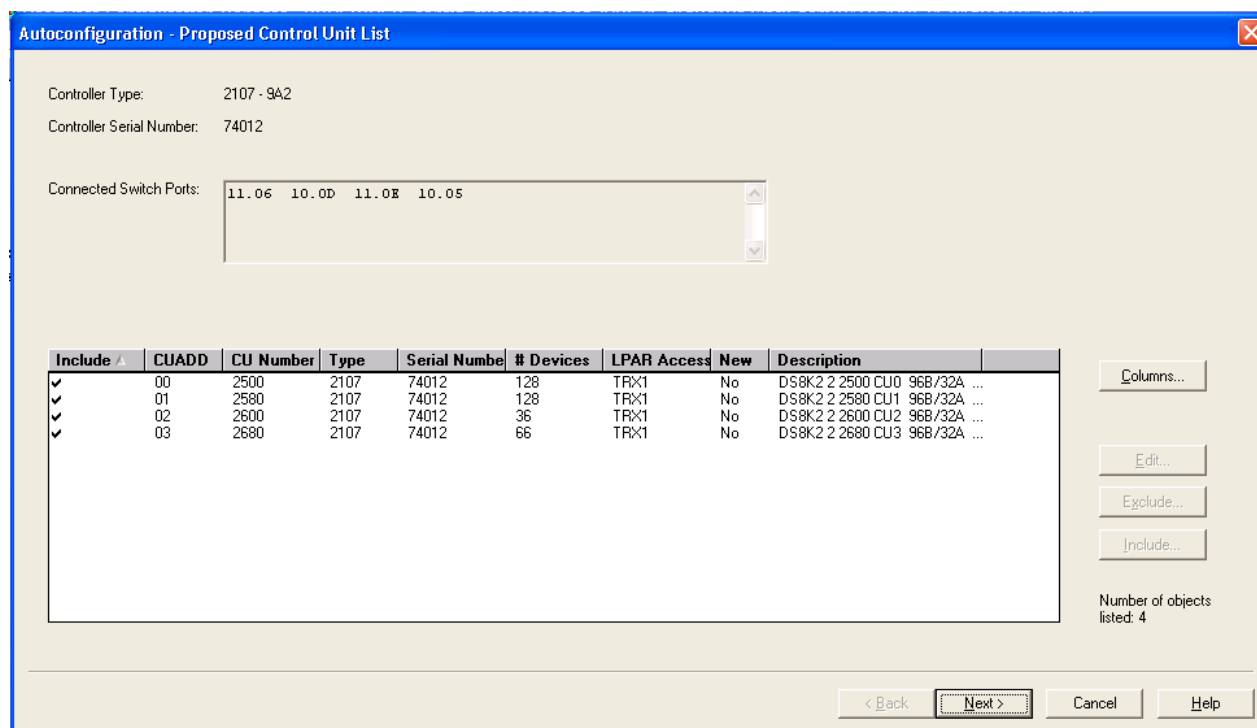 Autoconfiguration - Proposed Control Unit List
Controller Type: 2107 - 9A2
Controller Serial Number: 74012
Connected Switch Ports: 11.06 10.0D 11.0E 10.05
Include CUADD CU Number Type Serial Numbe # Devices LPAR Access New Description
00 2500 2107 74012 128 TRX1 No DS8K2 2 2500 CU0 96B/32A ...
01 2580 2107 74012 128 TRX1 No DS8K2 2 2580 CU1 96B/32A ...
02 2600 2107 74012 36 TRX1 No DS8K2 2 2600 CU2 96B/32A ...
03 2680 2107 74012 66 TRX1 No DS8K2 2 2680 CU3 96B/32A ...
Columns...
Edit...
Exclude...
Include...
Number of objects
listed: 4
< Back Next > Cancel Help